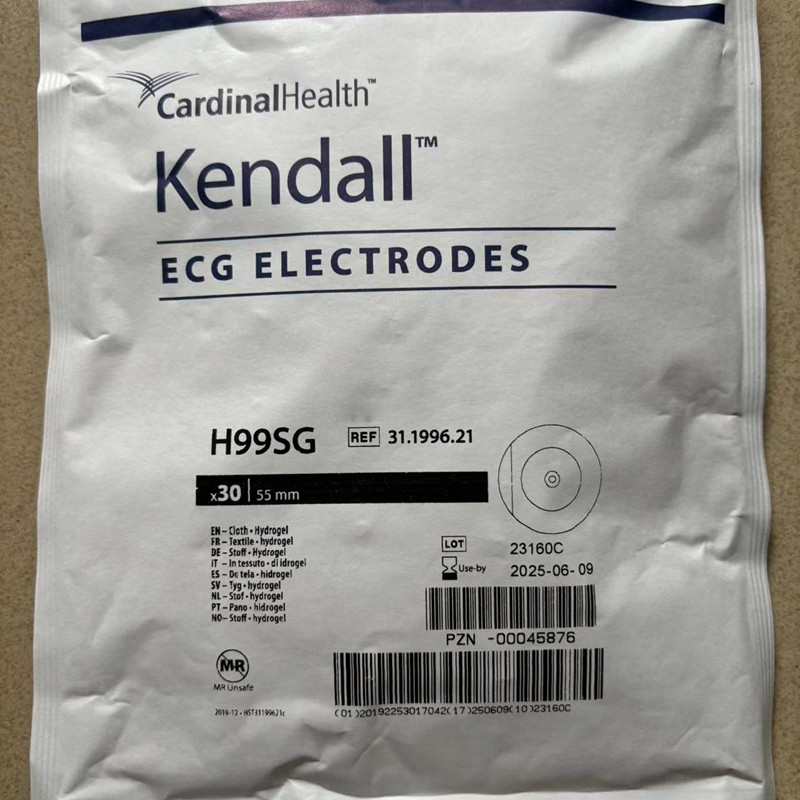 CardinalHealth™
Kendall™
ECG ELECTRODES
H99SG REF 31.1996.21
x30 | 55 mm
EN – Cloth • Hydrogel
FR – Textile • hydrogel
DE – Stoff • Hydrogel
IT – In tessuto • di idrogel
ES – De tela • hidrogel
SV – Tyg • hydrogel
NL – Stof • hydrogel
PT – Pano • hidrogel
NO – Stoff • hydrogel
LOT 23160C
Use-by 2025-06-09
PZN -00045876
MR
MR Unsafe
2019-12 - HST31199621c
(01)20192253017042(17)250609(10)23160C